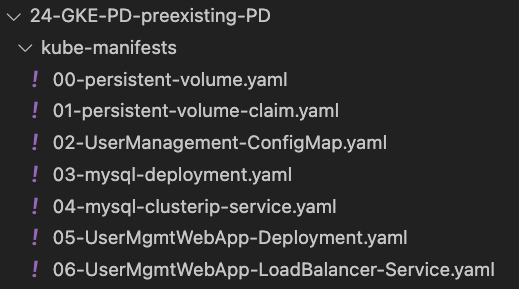 24-GKE-PD-preexisting-PD
kube-manifests
! 00-persistent-volume.yaml
! 01-persistent-volume-claim.yaml
! 02-UserManagement-ConfigMap.yaml
! 03-mysql-deployment.yaml
! 04-mysql-clusterip-service.yaml
! 05-UserMgmtWebApp-Deployment.yaml
! 06-UserMgmtWebApp-LoadBalancer-Service.yaml